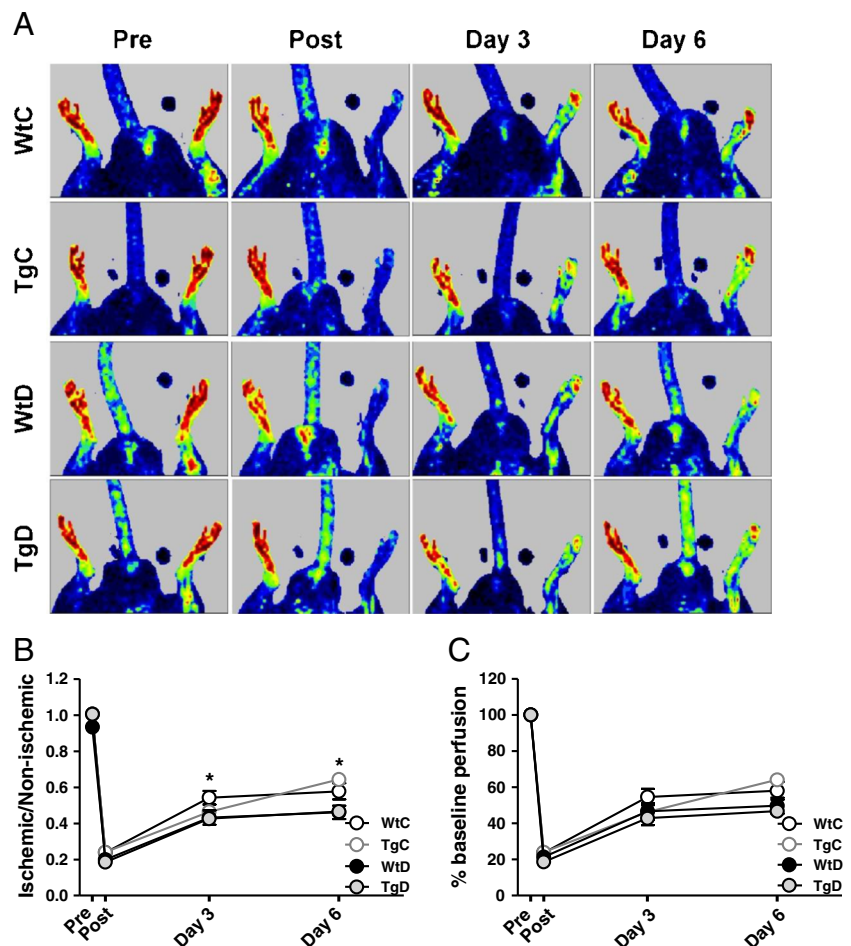 A
Pre Post Day 3 Day 6
WtC
TgC
WtD
TgD
B
Ischemic/Non-ischemic
1.2
1.0
0.8
0.6
0.4
0.2
0.0
* *
WtC
TgC
WtD
TgD
Pre Post Day 3 Day 6
C
% baseline perfusion
120
100
80
60
40
20
0
WtC
TgC
WtD
TgD
Pre Post Day 3 Day 6